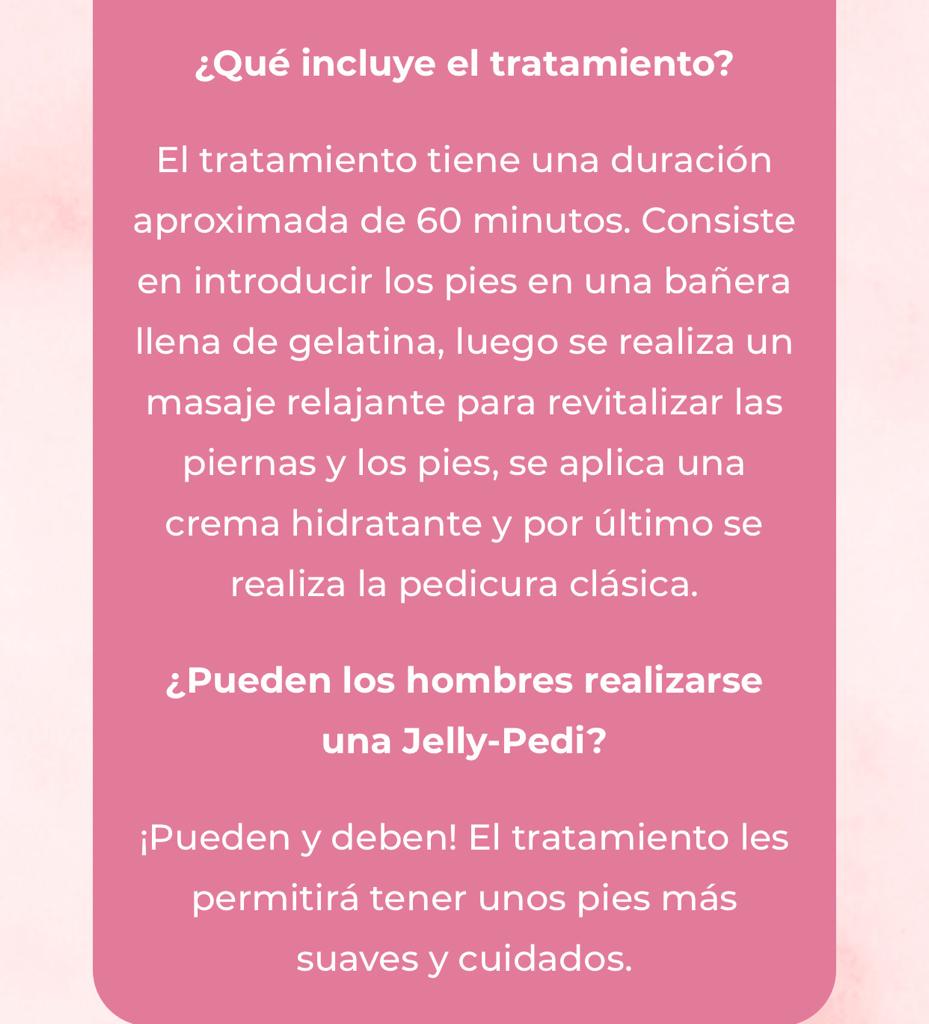 ¿Qué incluye el tratamiento?
El tratamiento tiene una duración
aproximada de 60 minutos. Consiste
en introducir los pies en una bañera
llena de gelatina, luego se realiza un
masaje relajante para revitalizar las
piernas y los pies, se aplica una
crema hidratante y por último se
realiza la pedicura clásica.
¿Pueden los hombres realizarse
una Jelly-Pedi?
¡Pueden y deben! El tratamiento les
permitirá tener unos pies más
suaves y cuidados.